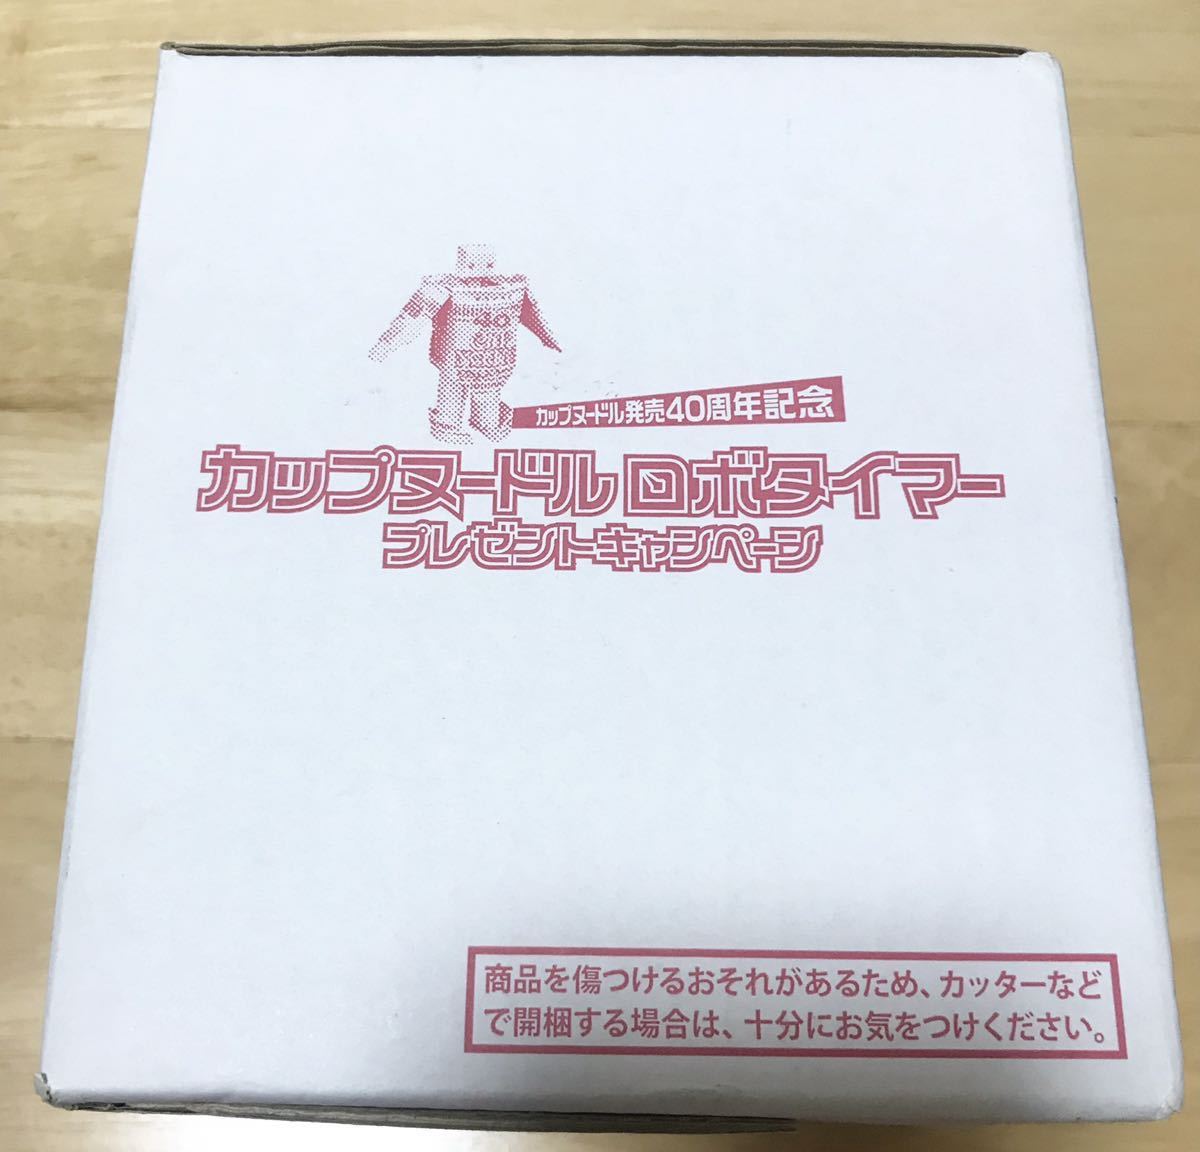 40
カップヌードル発売40周年記念
カップヌードル ロボタイマー
プレゼントキャンペーン
商品を傷つけるおそれがあるため、カッターなど
で開梱する場合は、十分にお気をつけください。